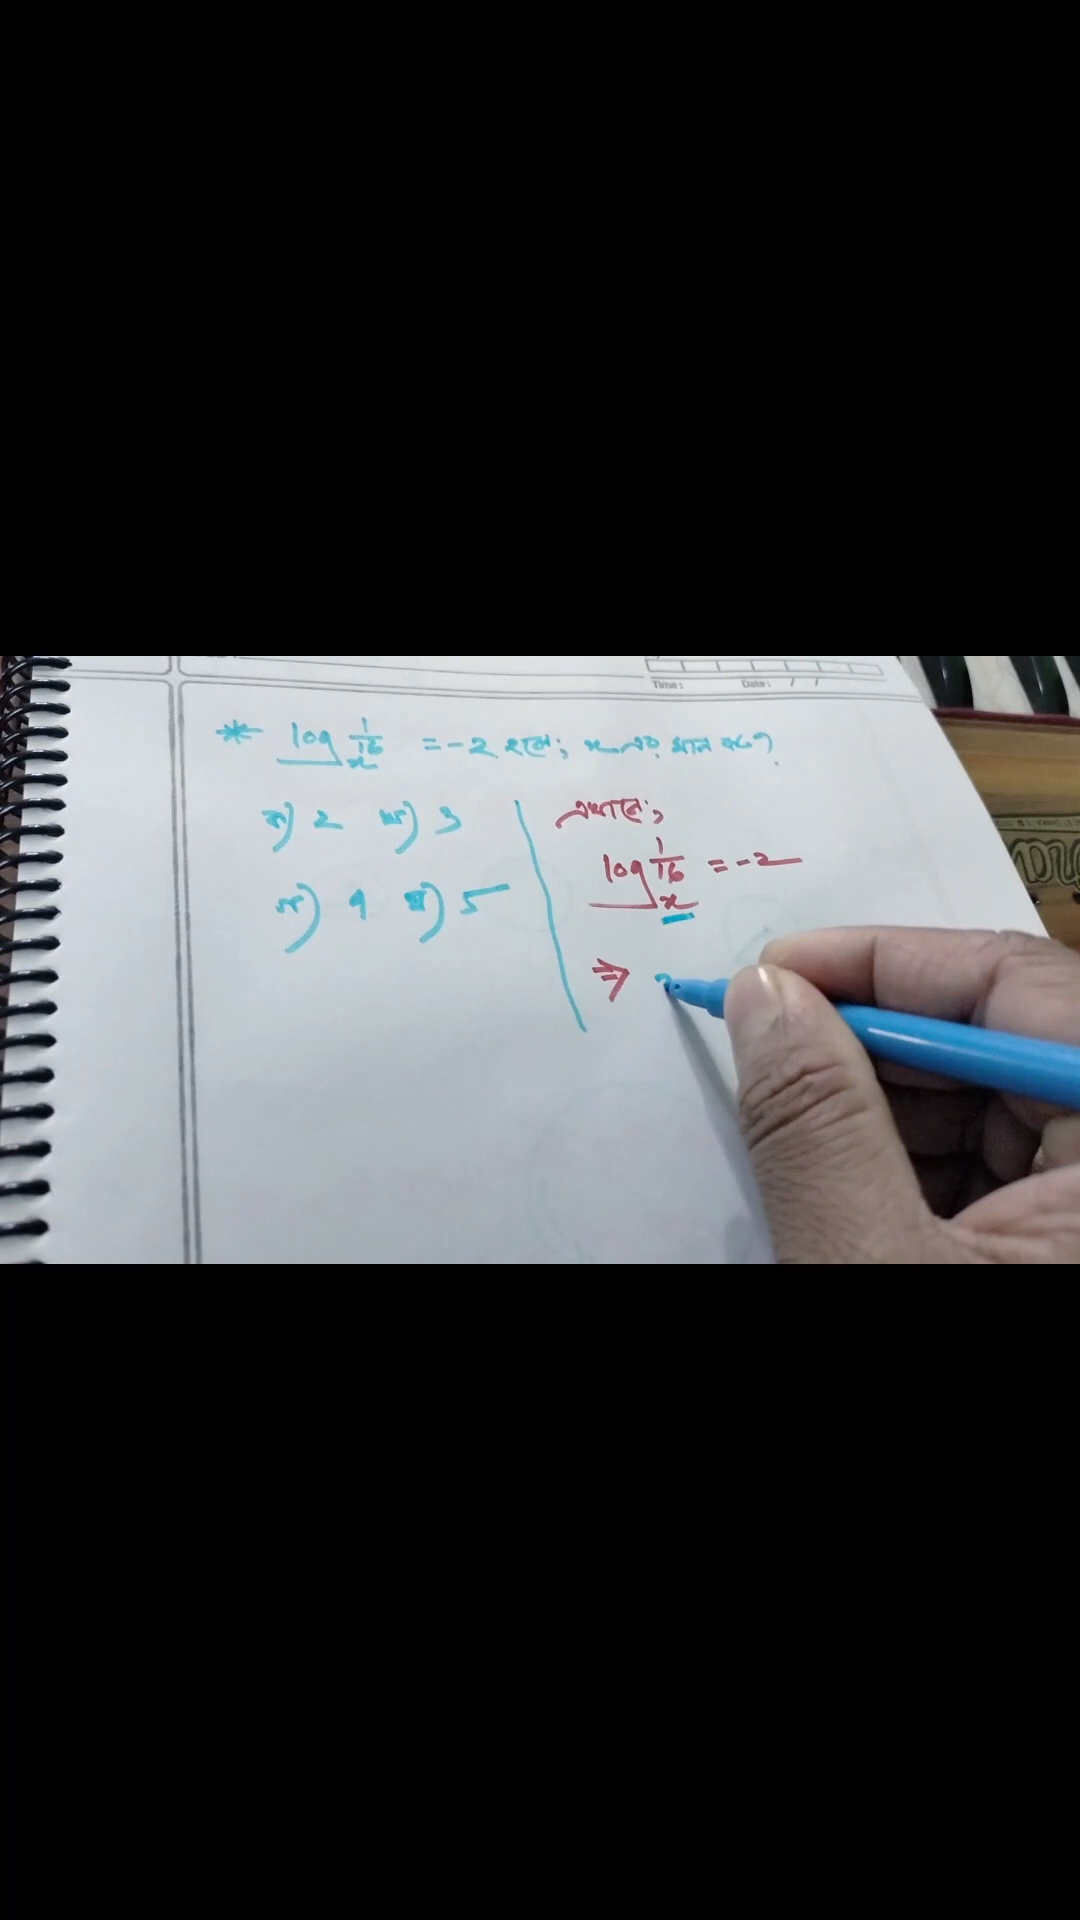 Time: Date: / /
* log_x 1/16 = -2 হলে; x এর মান কত?
ক) 2 খ) 3
গ) 4 ঘ) 5
এখানে;
log_x 1/16 = -2
⇒